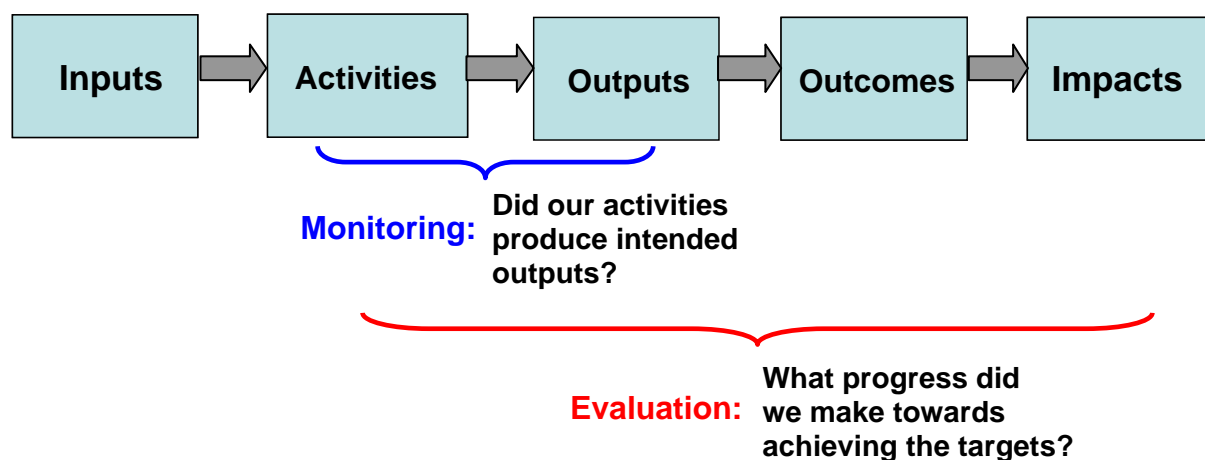 Inputs
Activities
Outputs
Outcomes
Impacts
Monitoring:
Did our activities
produce intended
outputs?
Evaluation:
What progress did
we make towards
achieving the targets?